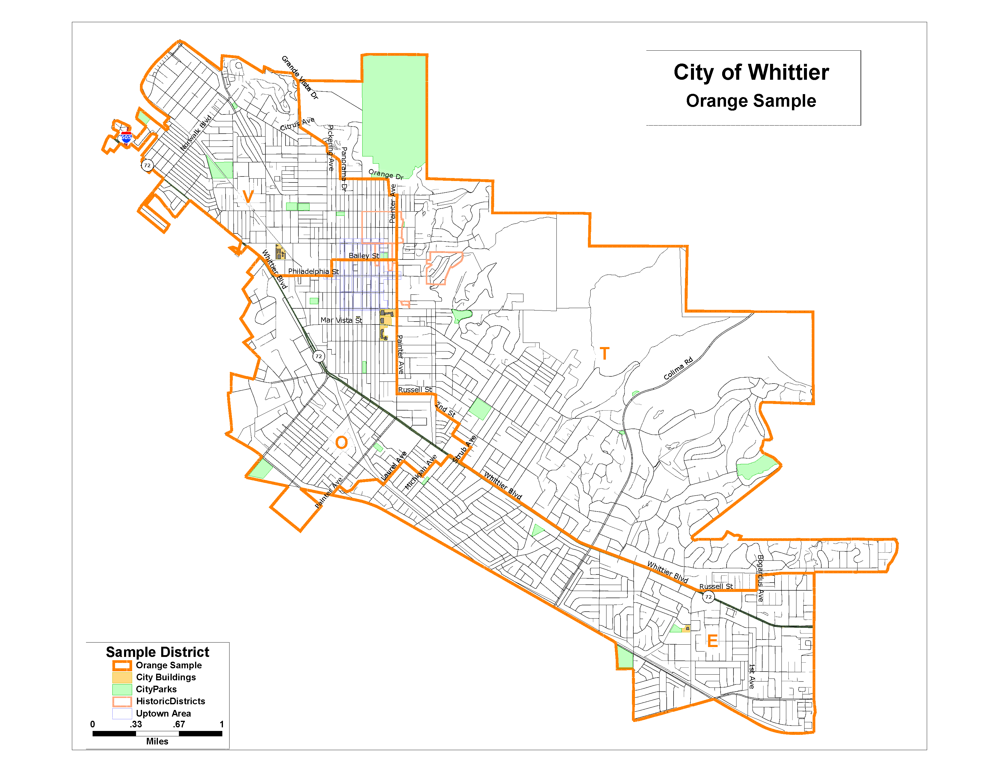 City of Whittier
Orange Sample
Grande Vista Dr
Citrus Ave
Norwalk Blvd
605
72
Pickering Ave
Panorama Dr
Orange Dr
Painter Ave
V
Bailey St
Whittier Blvd
Philadelphia St
Mar Vista St
72
Painter Ave
T
Colima Rd
Russell St
2nd St
O
Strub Ave
Laurel Ave
Michigan Ave
Painter Ave
Whittier Blvd
Whittier Blvd
Bogardus Ave
Russell St
72
E
1st Ave
Sample District
Orange Sample
City Buildings
CityParks
HistoricDistricts
Uptown Area
0 .33 .67 1
Miles